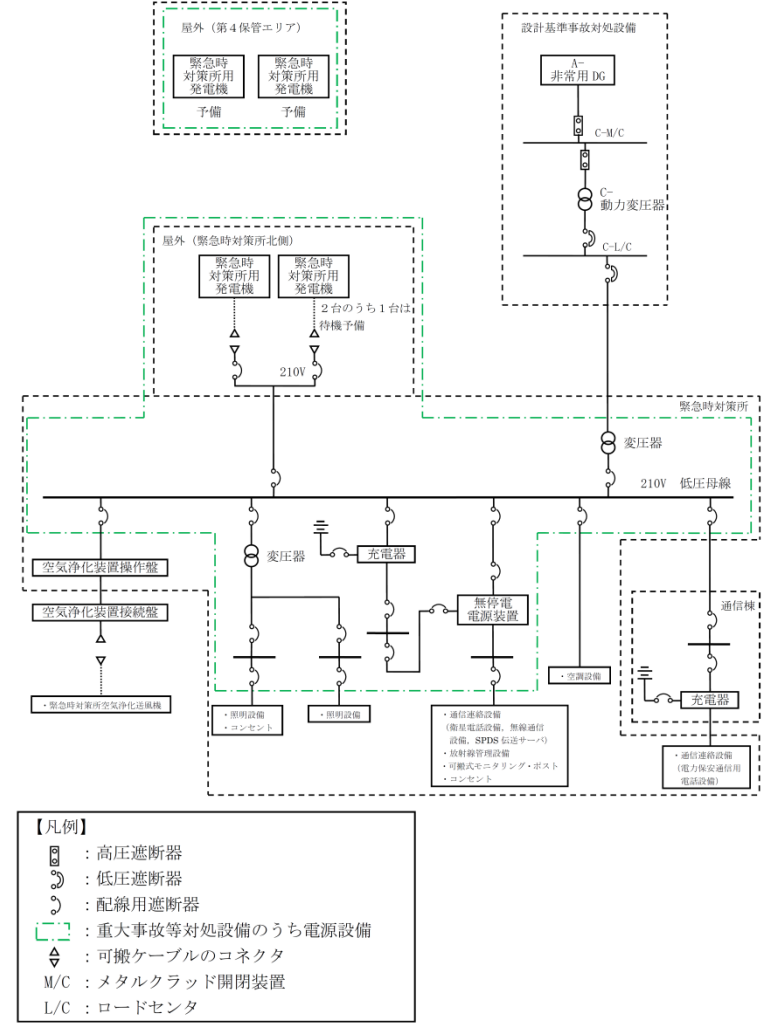 屋外（第４保管エリア）
緊急時
対策所用
発電機
緊急時
対策所用
発電機
予備
予備
設計基準事故対処設備
A-
非常用 DG
C-M/C
C-
動力変圧器
C-L/C
屋外（緊急時対策所北側）
緊急時
対策所用
発電機
緊急時
対策所用
発電機
２台のうち１台は
待機予備
210V
緊急時対策所
変圧器
210V　低圧母線
空気浄化装置操作盤
空気浄化装置接続盤
・緊急時対策所空気浄化送風機
変圧器
・照明設備
・コンセント
・照明設備
充電器
無停電
電源装置
・通信連絡設備
（衛星電話設備、無線通信
設備、SPDS 伝送サーバ）
・放射線管理設備
・可搬式モニタリング・ポスト
・コンセント
・空調設備
通信棟
充電器
・通信連絡設備
（電力保安通信用
電話設備）
【凡例】
：高圧遮断器
：低圧遮断器
：配線用遮断器
：重大事故等対処設備のうち電源設備
：可搬ケーブルのコネクタ
M/C：メタルクラッド開閉装置
L/C：ロードセンタ